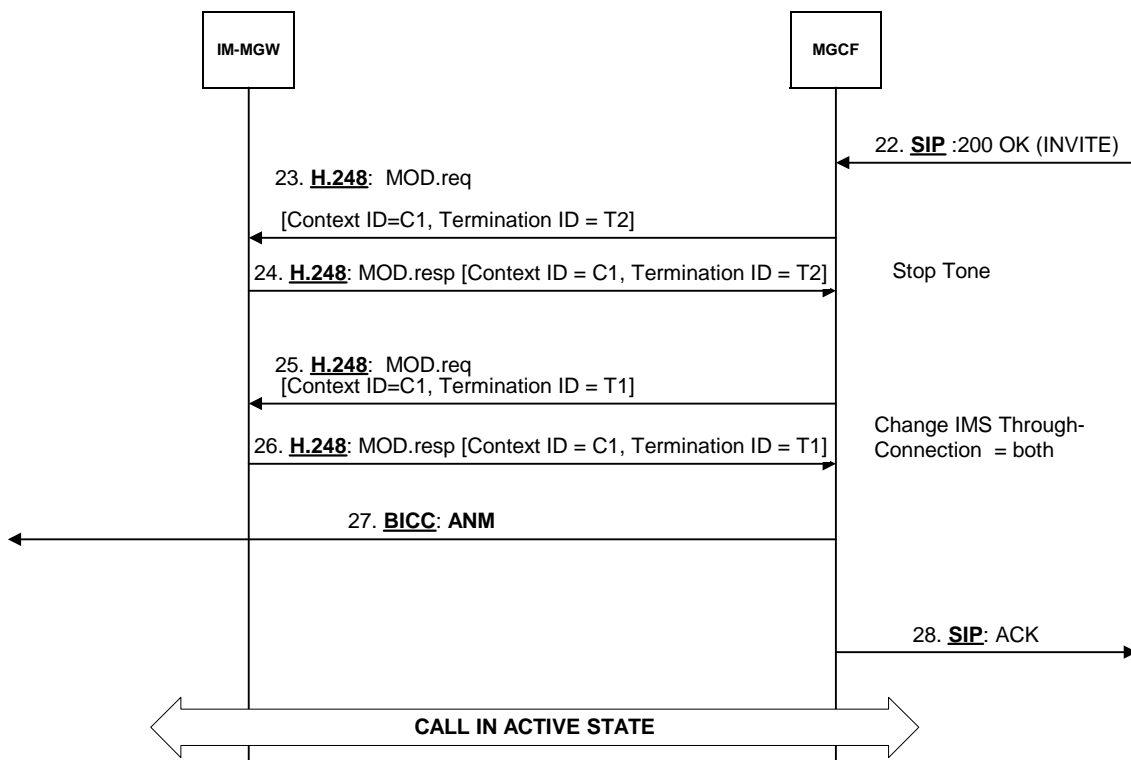 IM-MGW
MGCF
22. SIP :200 OK (INVITE)
23. H.248: MOD.req
[Context ID=C1, Termination ID = T2]
24. H.248: MOD.resp [Context ID = C1, Termination ID = T2]
Stop Tone
25. H.248: MOD.req
[Context ID=C1, Termination ID = T1]
Change IMS Through-
Connection = both
26. H.248: MOD.resp [Context ID = C1, Termination ID = T1]
27. BICC: ANM
28. SIP: ACK
CALL IN ACTIVE STATE